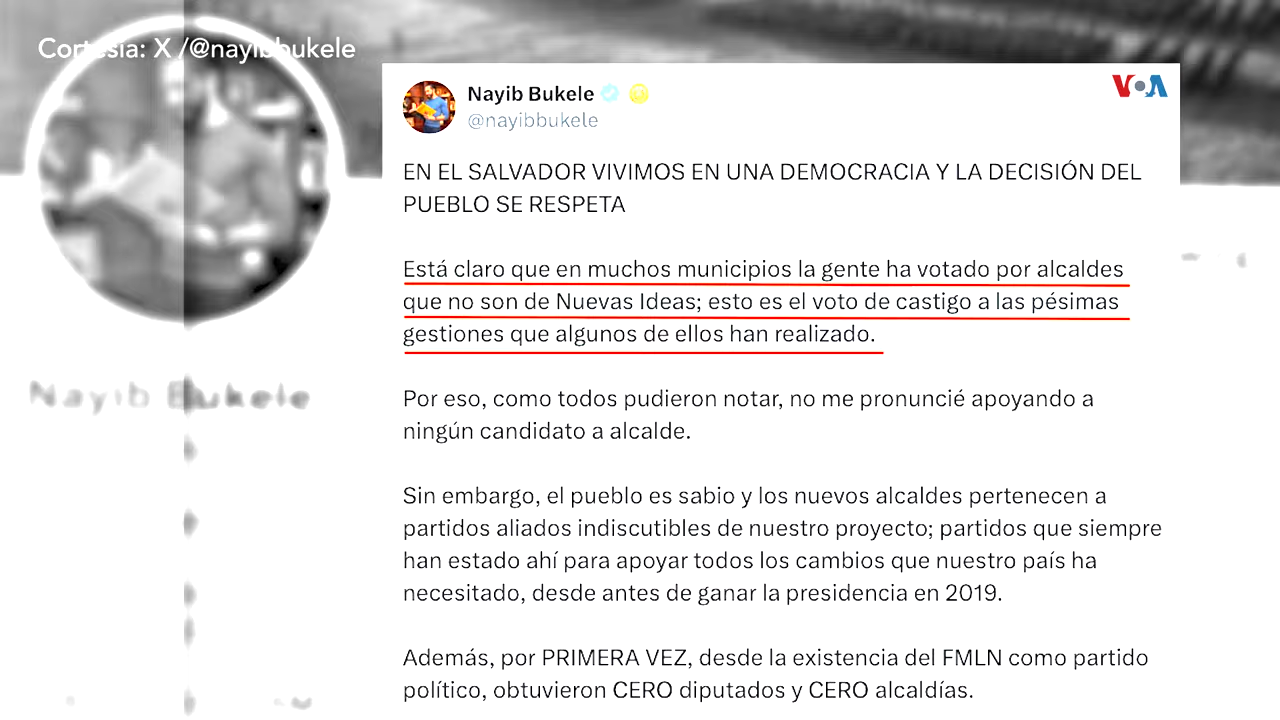 Cortesía: X /@nayibbukele
VOA
Nayib Bukele
@nayibbukele
EN EL SALVADOR VIVIMOS EN UNA DEMOCRACIA Y LA DECISIÓN DEL
PUEBLO SE RESPETA
Está claro que en muchos municipios la gente ha votado por alcaldes
que no son de Nuevas Ideas; esto es el voto de castigo a las pésimas
gestiones que algunos de ellos han realizado.
Por eso, como todos pudieron notar, no me pronuncié apoyando a
ningún candidato a alcalde.
Sin embargo, el pueblo es sabio y los nuevos alcaldes pertenecen a
partidos aliados indiscutibles de nuestro proyecto; partidos que siempre
han estado ahí para apoyar todos los cambios que nuestro país ha
necesitado, desde antes de ganar la presidencia en 2019.
Además, por PRIMERA VEZ, desde la existencia del FMLN como partido
político, obtuvieron CERO diputados y CERO alcaldías.
Nayib Bukele